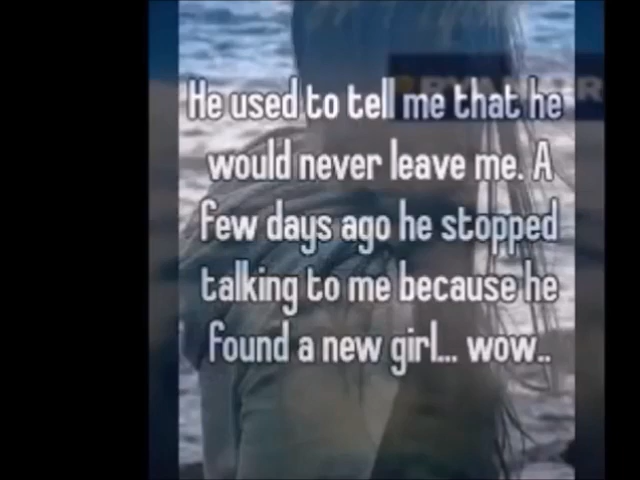 He used to tell me that he
would never leave me. A
few days ago he stopped
talking to me because he
found a new girl... wow..